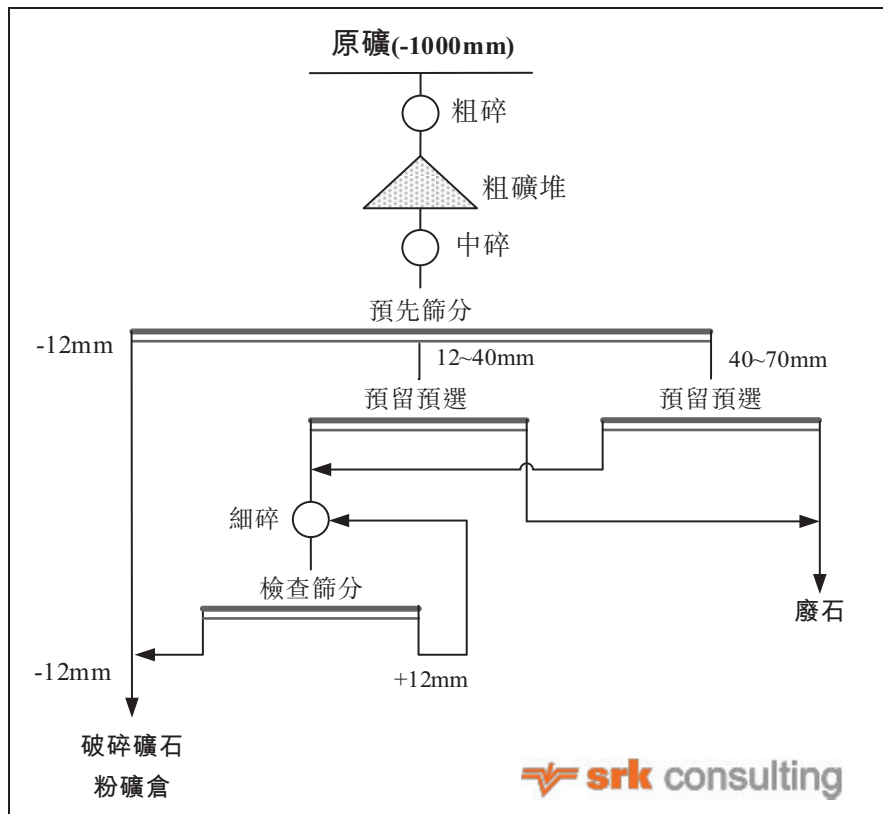 原礦(-1000mm)
粗碎
粗礦堆
中碎
預先篩分
-12mm
12~40mm
40~70mm
預留預選
預留預選
細碎
檢查篩分
廢石
-12mm
+12mm
破碎礦石
粉礦倉
srk consulting